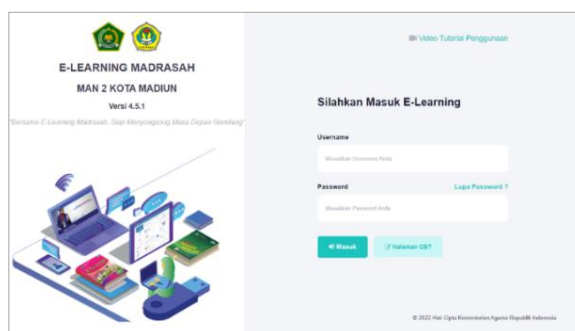 E-LEARNING MADRASAH
MAN 2 KOTA MADIUN
Versi 4.5.1
"Bersama E-Learning Madrasah, Siap Menyongsong Masa Depan Gemilang"
Video Tutorial Penggunaan
Silahkan Masuk E-Learning
Username
Masukkan Username Anda
Password Lupa Password ?
Masukkan Password Anda
Masuk Halaman CBT
© 2022 Hak Cipta Kementerian Agama Republik Indonesia